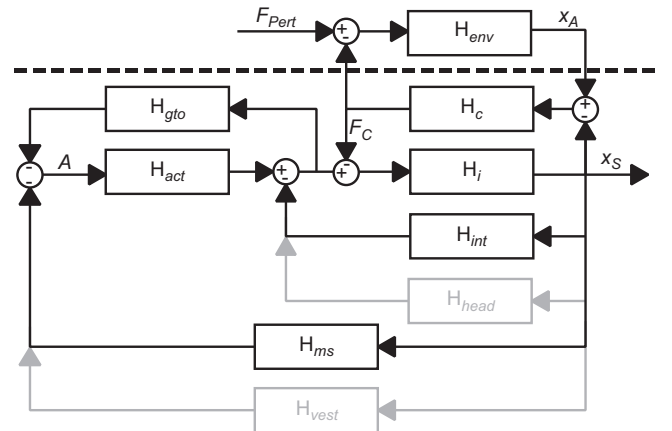 F_Pert
+
-
H_env
x_A
H_gto
H_c
+
-
F_C
-
-
A
H_act
+
-
-
+
H_i
x_S
H_int
H_head
H_ms
H_vest